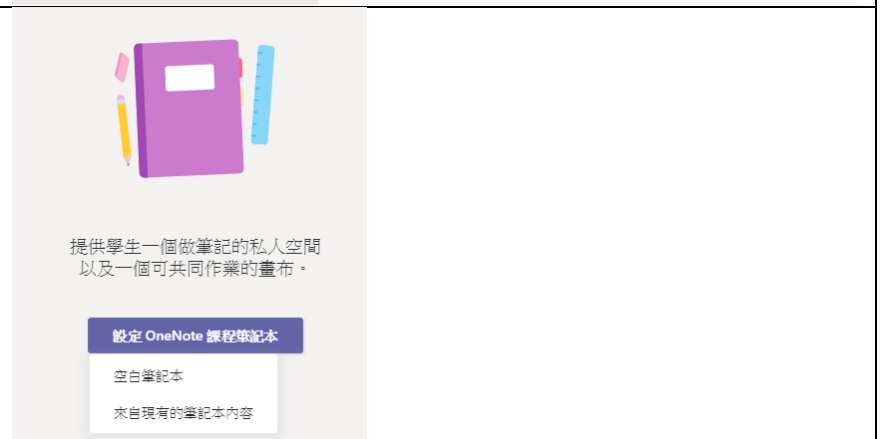 提供學生一個做筆記的私人空間
以及一個可共同作業的畫布。
設定 OneNote 課程筆記本
空白筆記本
來自現有的筆記本內容